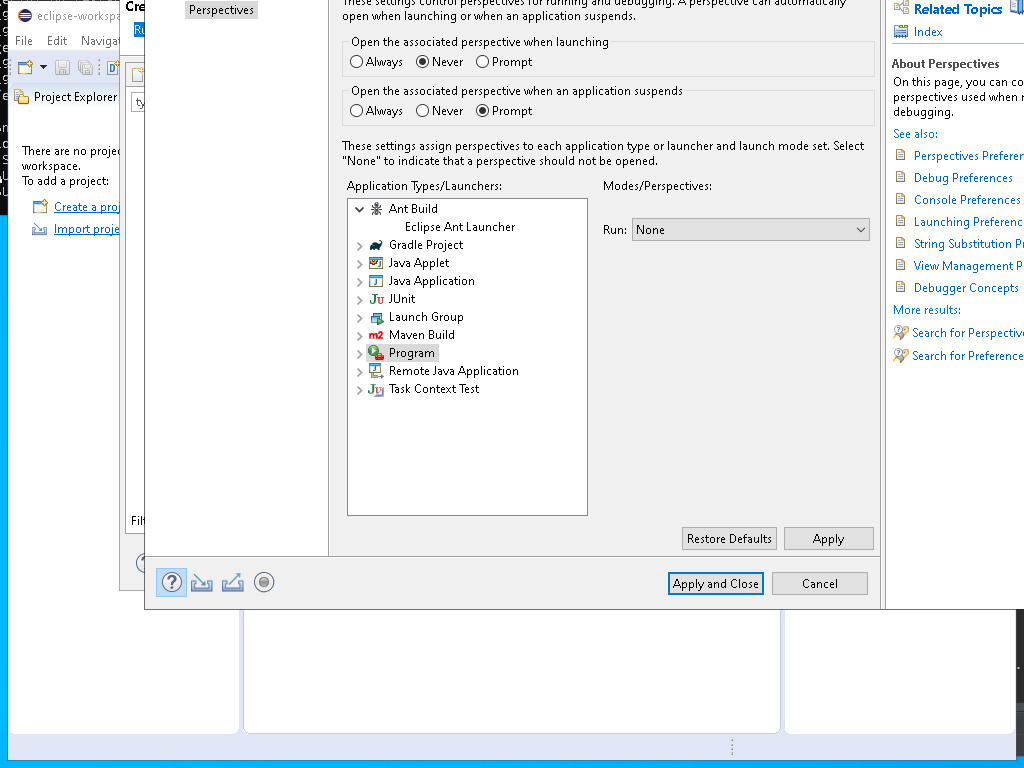 eclipse-workspa
File Edit Navigat
Project Explorer
There are no projec
workspace.
To add a project:
Create a proj
Import proje
Cre
Ru
ty
Filt
Perspectives
These settings control perspectives for running and debugging. A perspective can automatically
open when launching or when an application suspends.
Open the associated perspective when launching
Always Never Prompt
Open the associated perspective when an application suspends
Always Never Prompt
These settings assign perspectives to each application type or launcher and launch mode set. Select
"None" to indicate that a perspective should not be opened.
Application Types/Launchers:
Modes/Perspectives:
Ant Build
Eclipse Ant Launcher
Gradle Project
Java Applet
Java Application
JUnit
Launch Group
Maven Build
Program
Remote Java Application
Task Context Test
Run: None
Restore Defaults Apply
Apply and Close Cancel
Related Topics
Index
About Perspectives
On this page, you can co
perspectives used when r
debugging.
See also:
Perspectives Preferen
Debug Preferences
Console Preferences
Launching Preferenc
String Substitution P
View Management P
Debugger Concepts
More results:
Search for Perspective
Search for Preference